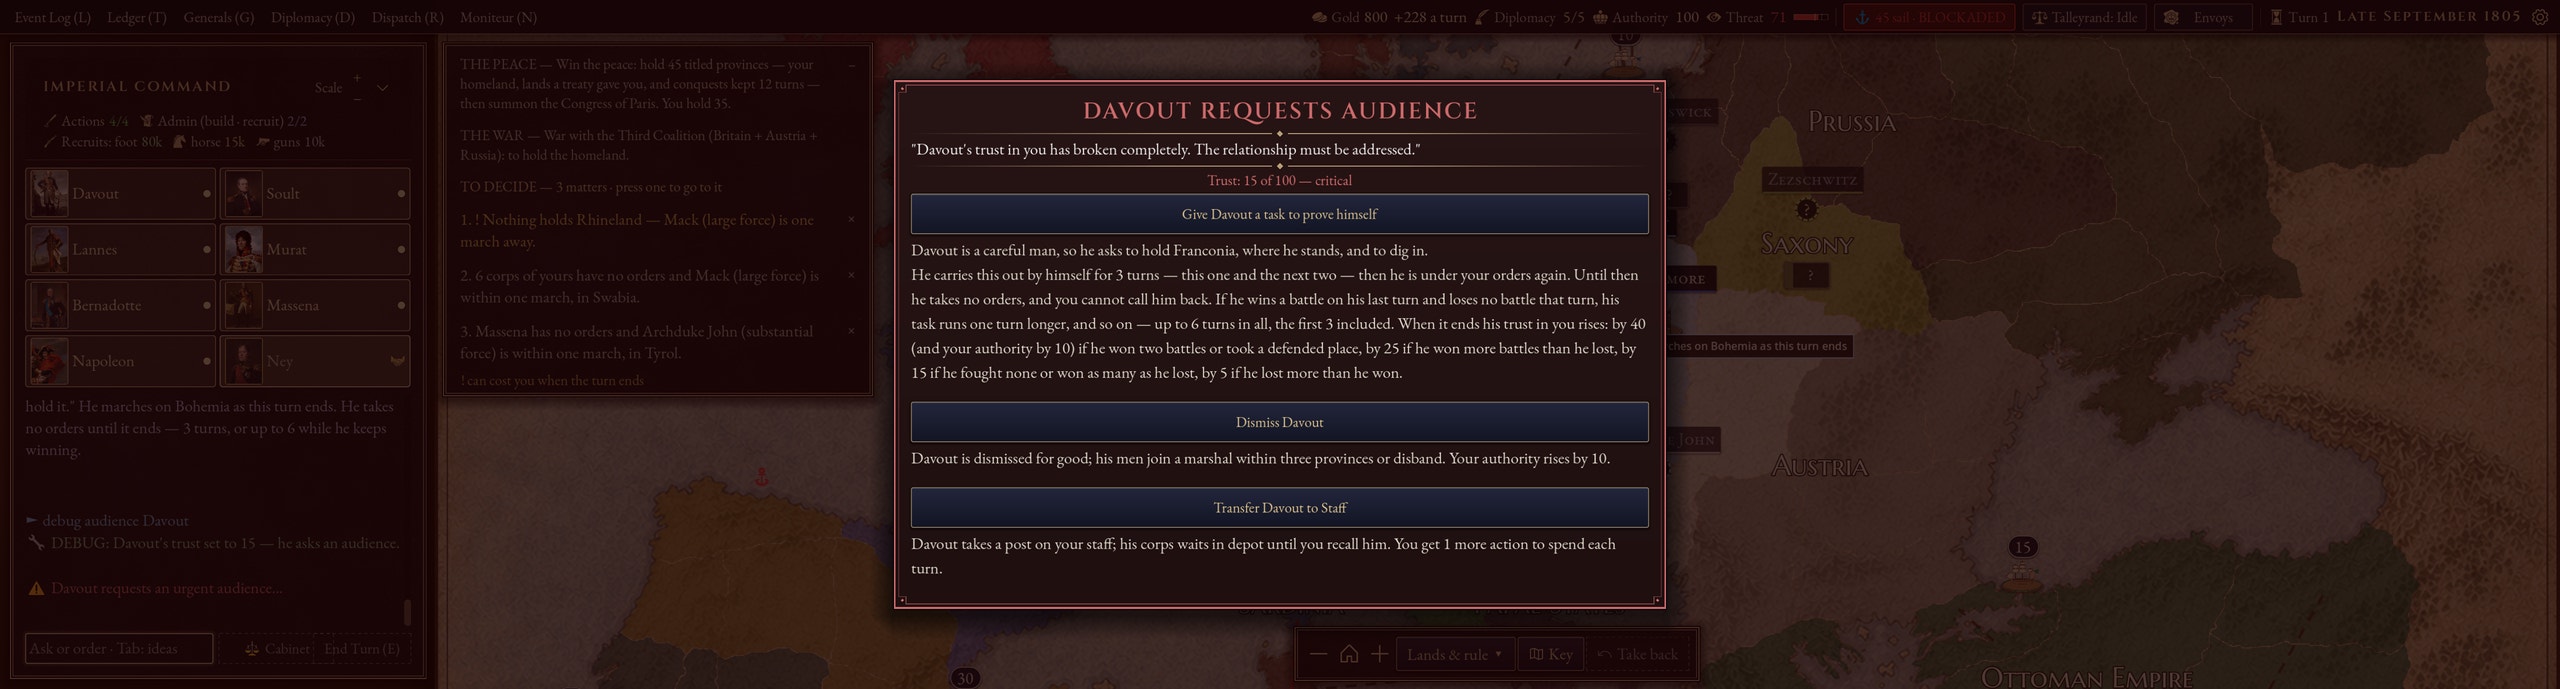 Event Log (L) Ledger (T) Generals (G) Diplomacy (D) Dispatch (R) Moniteur (N)
Gold 800 +228 a turn Diplomacy 5/5 Authority 100 Threat 71 45 sail · BLOCKADED Talleyrand: Idle Envoys Turn 1 LATE SEPTEMBER 1805
IMPERIAL COMMAND
Scale + −
Actions 4/4 Admin (build · recruit) 2/2
Recruits: foot 80k horse 15k guns 10k
Davout Soult
Lannes Murat
Bernadotte Massena
Napoleon Ney
hold it." He marches on Bohemia as this turn ends. He takes
no orders until it ends — 3 turns, or up to 6 while he keeps
winning.
debug audience Davout
DEBUG: Davout's trust set to 15 — he asks an audience.
Davout requests an urgent audience...
Ask or order · Tab: ideas Cabinet End Turn (E)
THE PEACE — Win the peace: hold 45 titled provinces — your
homeland, lands a treaty gave you, and conquests kept 12 turns —
then summon the Congress of Paris. You hold 35.
THE WAR — War with the Third Coalition (Britain + Austria +
Russia): to hold the homeland.
TO DECIDE — 3 matters · press one to go to it
1. ! Nothing holds Rhineland — Mack (large force) is one ×
march away.
2. 6 corps of yours have no orders and Mack (large force) is ×
within one march, in Swabia.
3. Massena has no orders and Archduke John (substantial ×
force) is within one march, in Tyrol.
! can cost you when the turn ends
DAVOUT REQUESTS AUDIENCE
"Davout's trust in you has broken completely. The relationship must be addressed."
Trust: 15 of 100 — critical
Give Davout a task to prove himself
Davout is a careful man, so he asks to hold Franconia, where he stands, and to dig in.
He carries this out by himself for 3 turns — this one and the next two — then he is under your orders again. Until then
he takes no orders, and you cannot call him back. If he wins a battle on his last turn and loses no battle that turn, his
task runs one turn longer, and so on — up to 6 turns in all, the first 3 included. When it ends his trust in you rises: by 40
(and your authority by 10) if he won two battles or took a defended place, by 25 if he won more battles than he lost, by
15 if he fought none or won as many as he lost, by 5 if he lost more than he won.
Dismiss Davout
Davout is dismissed for good; his men join a marshal within three provinces or disband. Your authority rises by 10.
Transfer Davout to Staff
Davout takes a post on your staff; his corps waits in depot until you recall him. You get 1 more action to spend each
turn.
SWICK
PRUSSIA
ZEZSCHWITZ
?
SAXONY
?
MORE
ches on Bohemia as this turn ends
E JOHN
AUSTRIA
15
30
Lands & rule Key Take back
OTTOMAN EMPIRE